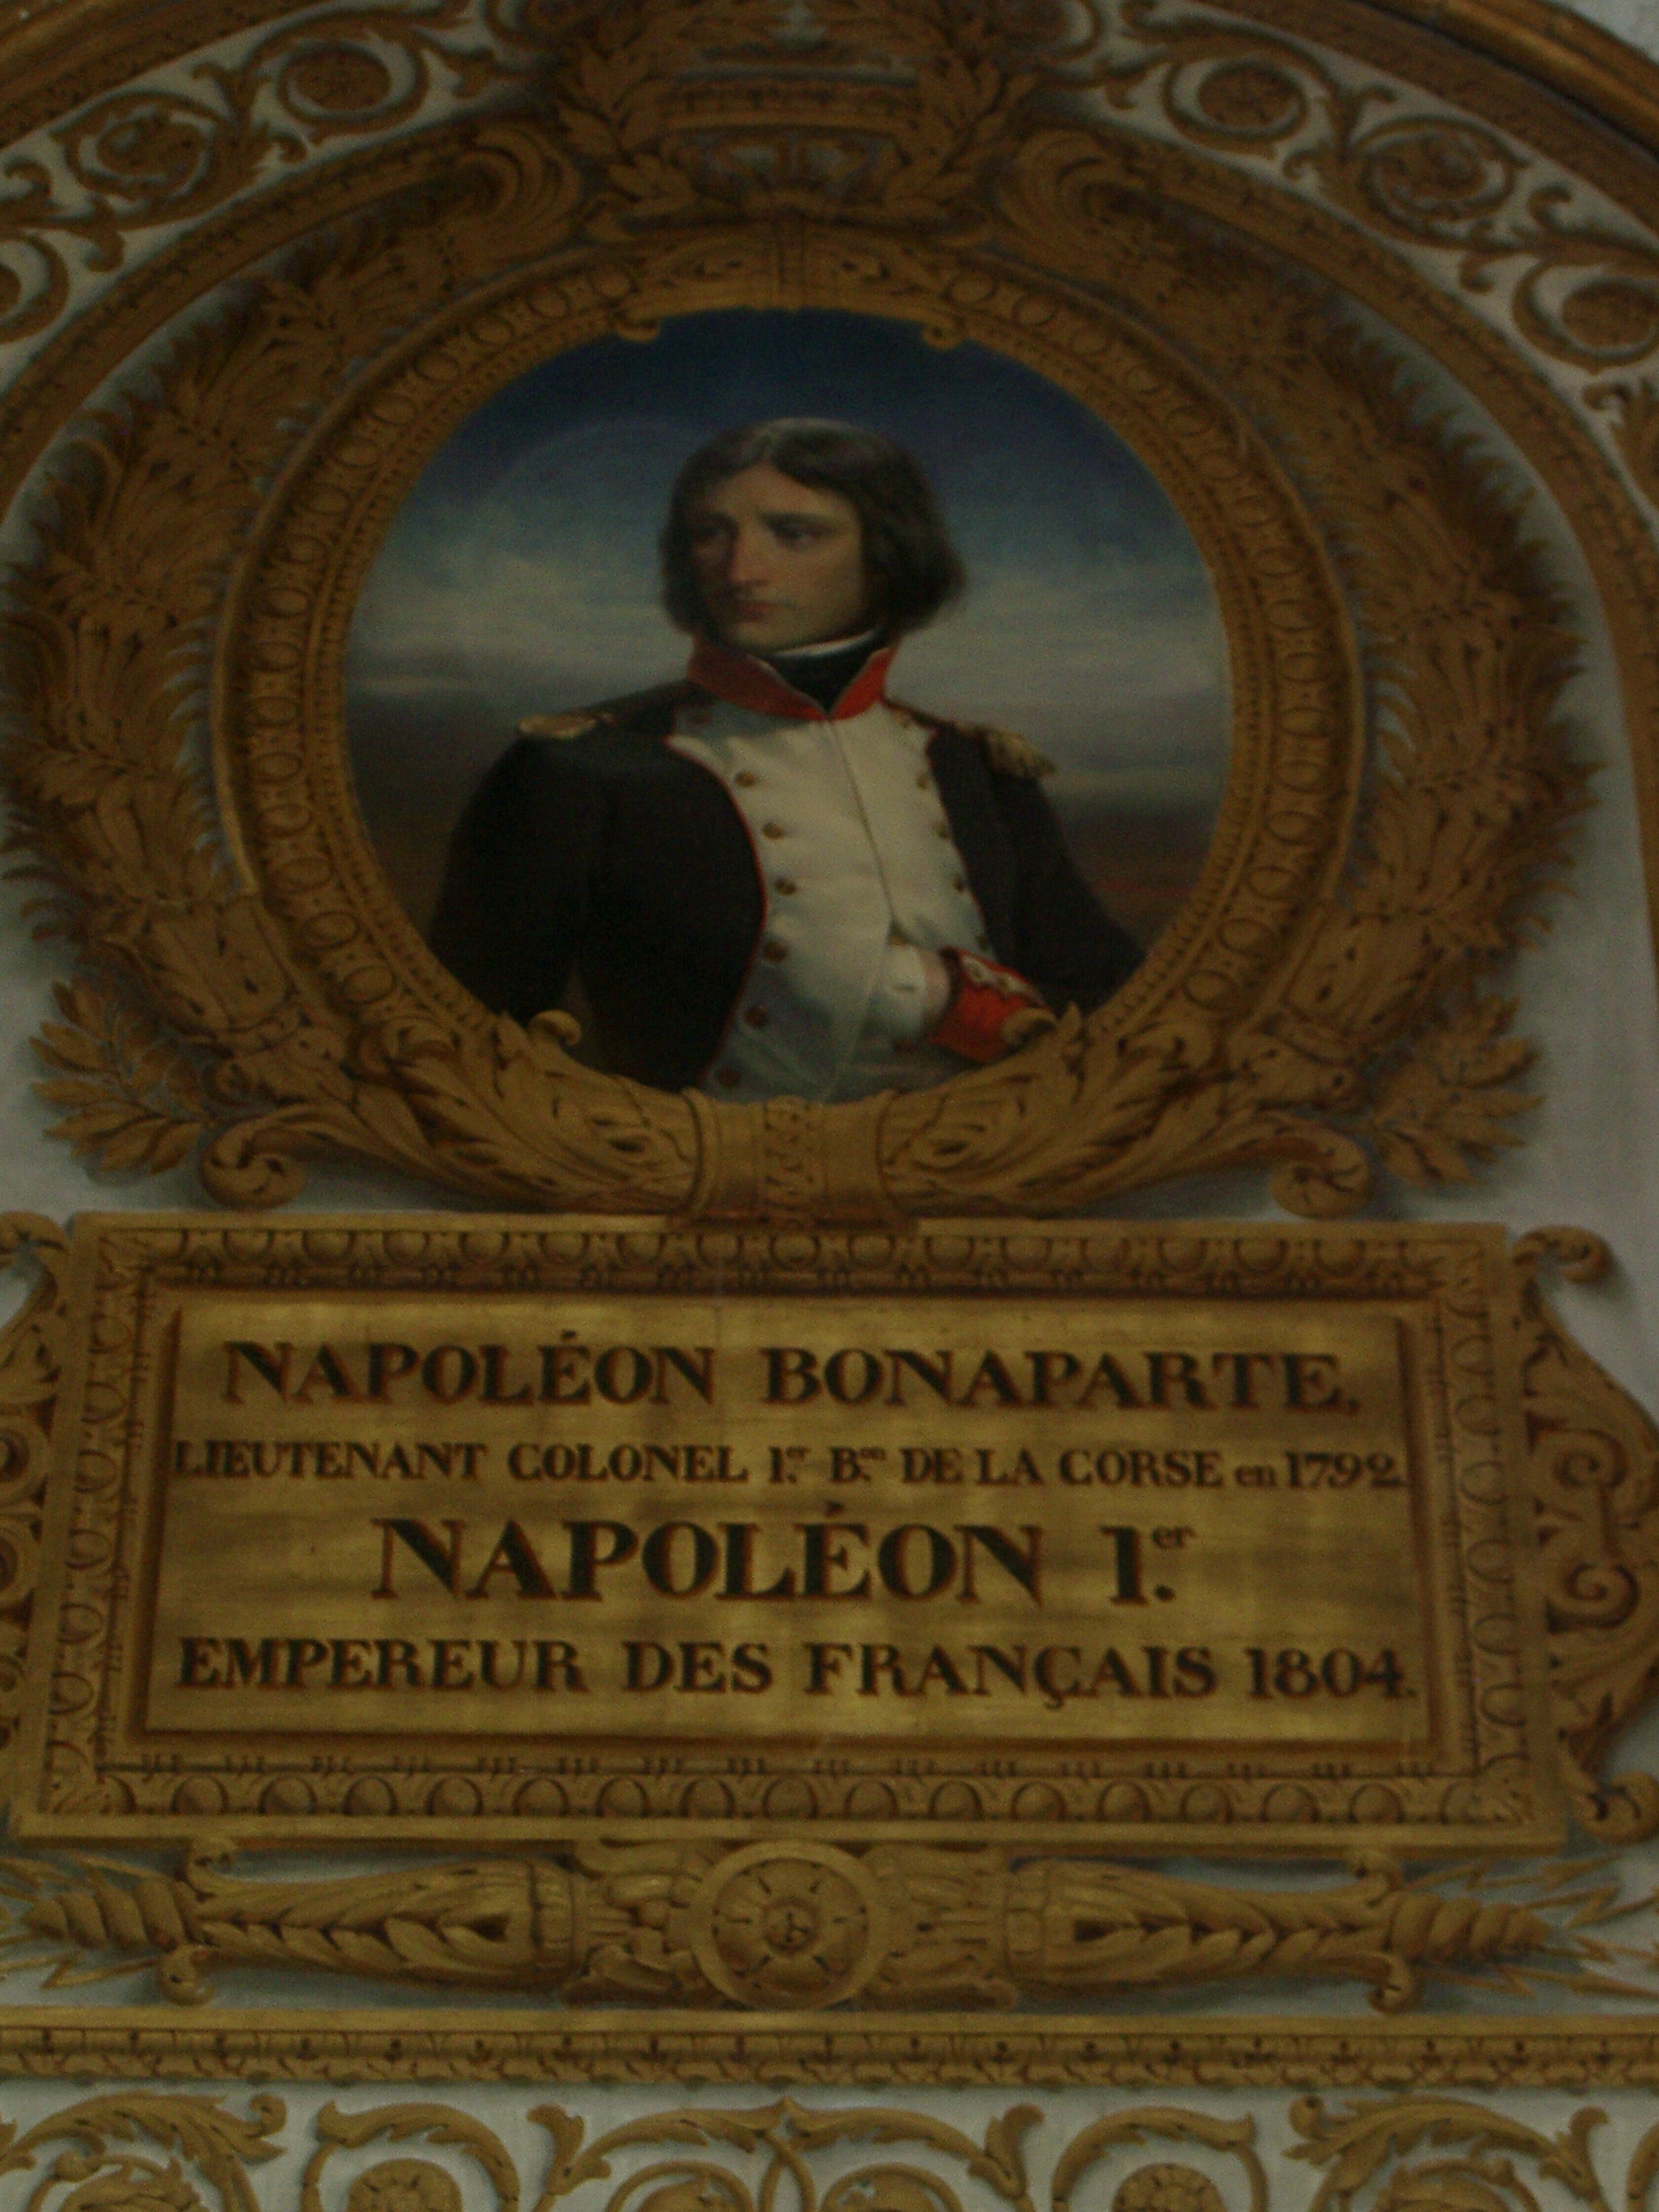 NAPOLÉON BONAPARTE,
LIEUTENANT COLONEL 1.er B.on DE LA CORSE en 1792.
NAPOLÉON 1.er
EMPEREUR DES FRANÇAIS 1804.